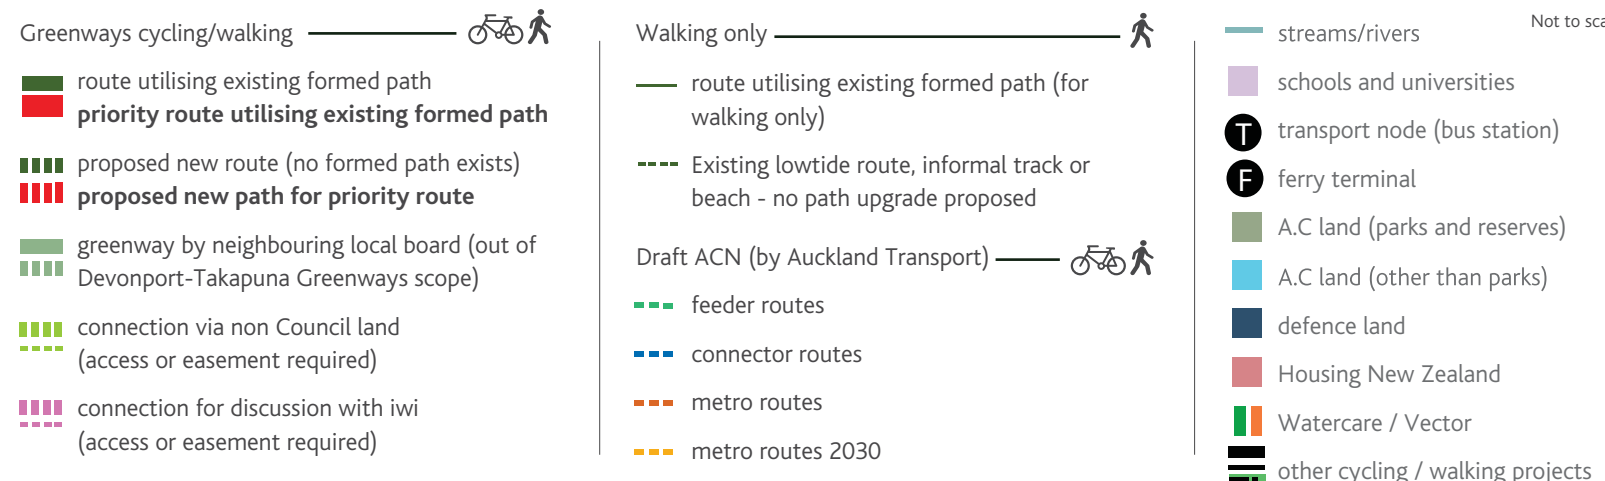 Greenways cycling/walking
route utilising existing formed path
priority route utilising existing formed path
proposed new route (no formed path exists)
proposed new path for priority route
greenway by neighbouring local board (out of
Devonport-Takapuna Greenways scope)
connection via non Council land
(access or easement required)
connection for discussion with iwi
(access or easement required)
Walking only
route utilising existing formed path (for
walking only)
Existing lowtide route, informal track or
beach - no path upgrade proposed
Draft ACN (by Auckland Transport)
feeder routes
connector routes
metro routes
metro routes 2030
Not to sca
streams/rivers
schools and universities
T transport node (bus station)
F ferry terminal
A.C land (parks and reserves)
A.C land (other than parks)
defence land
Housing New Zealand
Watercare / Vector
other cycling / walking projects